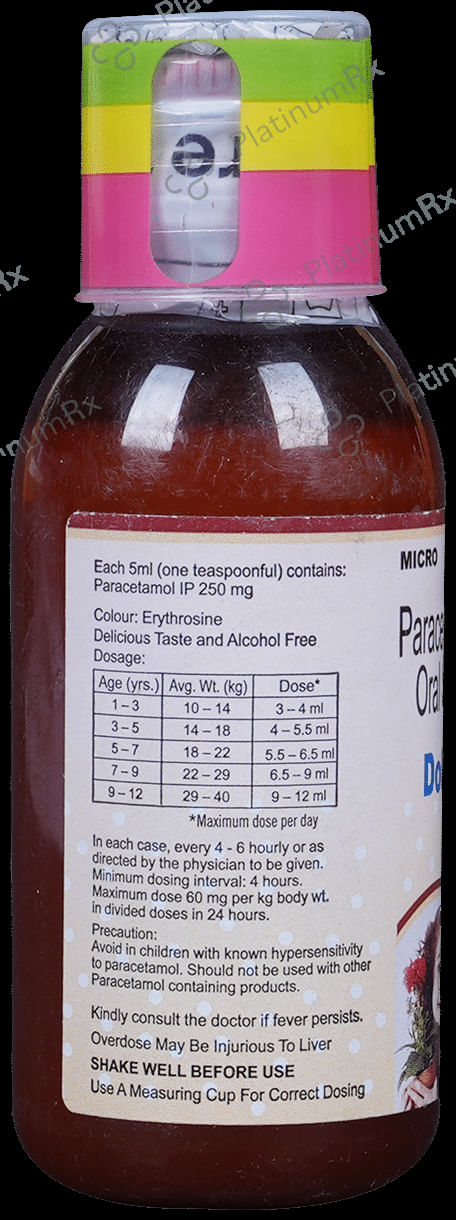 PlatinumRx
PlatinumRx
PlatinumRx
PlatinumRx
Each 5ml (one teaspoonful) contains:
Paracetamol IP 250 mg
Colour: Erythrosine
Delicious Taste and Alcohol Free
Dosage:
Age (yrs.) Avg. Wt. (kg) Dose*
1 – 3 10 – 14 3 – 4 ml
3 – 5 14 – 18 4 – 5.5 ml
5 – 7 18 – 22 5.5 – 6.5 ml
7 – 9 22 – 29 6.5 – 9 ml
9 – 12 29 – 40 9 – 12 ml
*Maximum dose per day
In each case, every 4 - 6 hourly or as
directed by the physician to be given.
Minimum dosing interval: 4 hours.
Maximum dose 60 mg per kg body wt.
in divided doses in 24 hours.
Precaution:
Avoid in children with known hypersensitivity
to paracetamol. Should not be used with other
Paracetamol containing products.
Kindly consult the doctor if fever persists.
Overdose May Be Injurious To Liver
SHAKE WELL BEFORE USE
Use A Measuring Cup For Correct Dosing
MICRO
Parace
Oral
Do